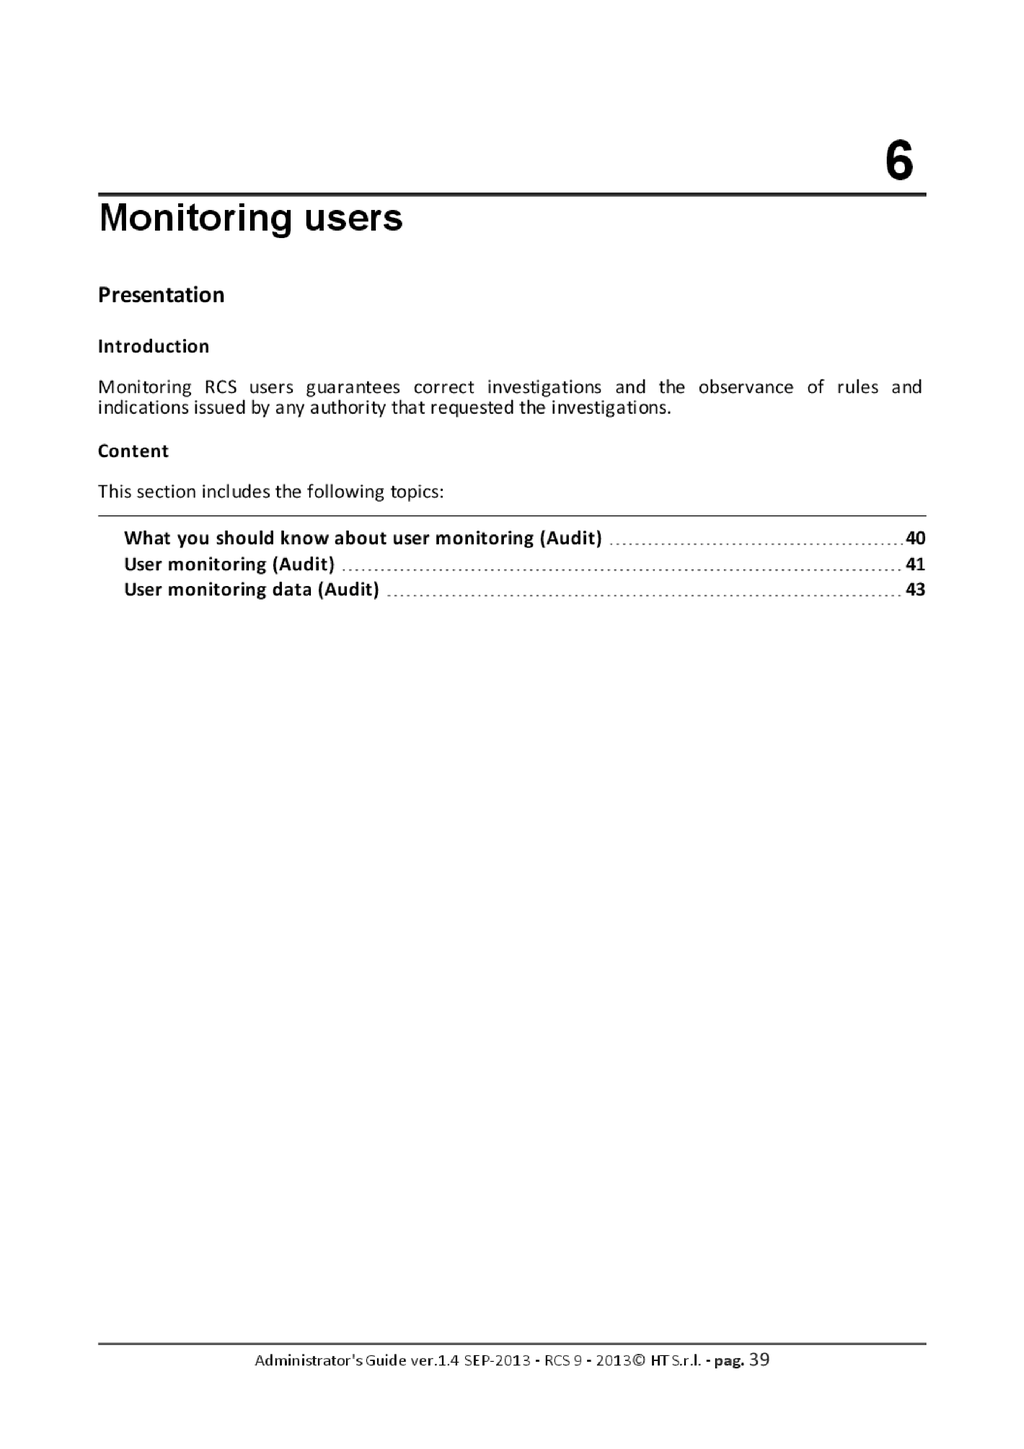 6
Monitoring users
Presentation
Introduction
Monitoring RCS users guarantees correct investigations and the observance of rules and
indications issued by any authority that requested the investigations.
Content
This section includes the following topics:
What you should know about user monitoring (Audit) 40
User monitoring (Audit) 41
User monitoring data (Audit) 43
Administrator's Guide ver.1.4 SEP-2013 - RCS 9 - 2013© HT S.r.l. - pag. 39